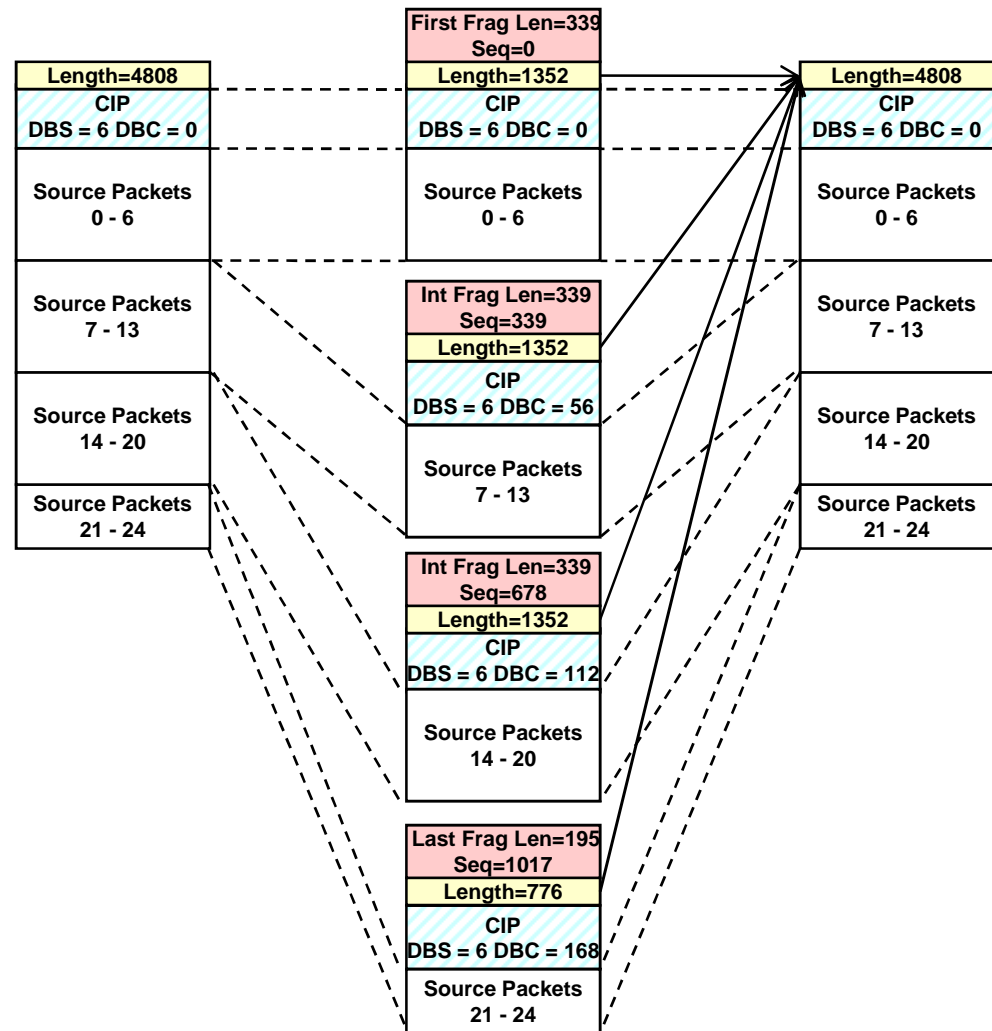 Length=4808
CIP
DBS = 6 DBC = 0
Source Packets
0 - 6
Source Packets
7 - 13
Source Packets
14 - 20
Source Packets
21 - 24
First Frag Len=339
Seq=0
Length=1352
CIP
DBS = 6 DBC = 0
Source Packets
0 - 6
Int Frag Len=339
Seq=339
Length=1352
CIP
DBS = 6 DBC = 56
Source Packets
7 - 13
Int Frag Len=339
Seq=678
Length=1352
CIP
DBS = 6 DBC = 112
Source Packets
14 - 20
Last Frag Len=195
Seq=1017
Length=776
CIP
DBS = 6 DBC = 168
Source Packets
21 - 24
Length=4808
CIP
DBS = 6 DBC = 0
Source Packets
0 - 6
Source Packets
7 - 13
Source Packets
14 - 20
Source Packets
21 - 24